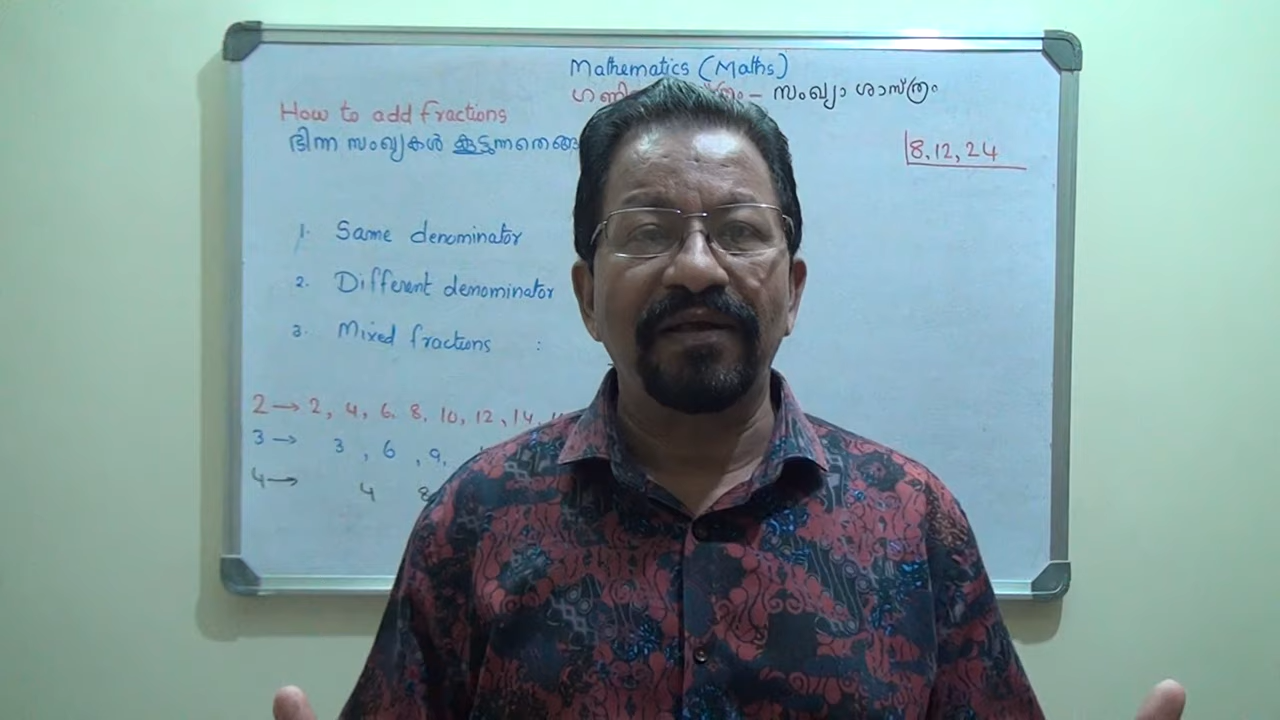 Mathematics (Maths)
സംഖ്യാ ശാസ്ത്രം
How to add fractions
ഭിന്ന സംഖ്യകൾ
8, 12, 24
1. Same denominator
2. Different denominator
3. Mixed fractions :
2 → 2, 4, 6, 8, 10, 12, 14,
3 → 3, 6, 9,
4 → 4 8